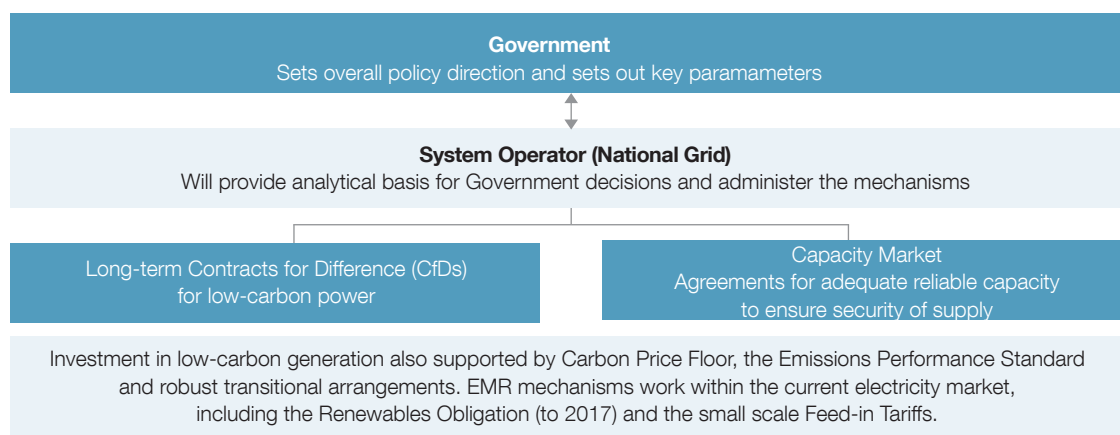 Government
Sets overall policy direction and sets out key paramameters
System Operator (National Grid)
Will provide analytical basis for Government decisions and administer the mechanisms
Long-term Contracts for Difference (CfDs)
for low-carbon power
Capacity Market
Agreements for adequate reliable capacity
to ensure security of supply
Investment in low-carbon generation also supported by Carbon Price Floor, the Emissions Performance Standard
and robust transitional arrangements. EMR mechanisms work within the current electricity market,
including the Renewables Obligation (to 2017) and the small scale Feed-in Tariffs.